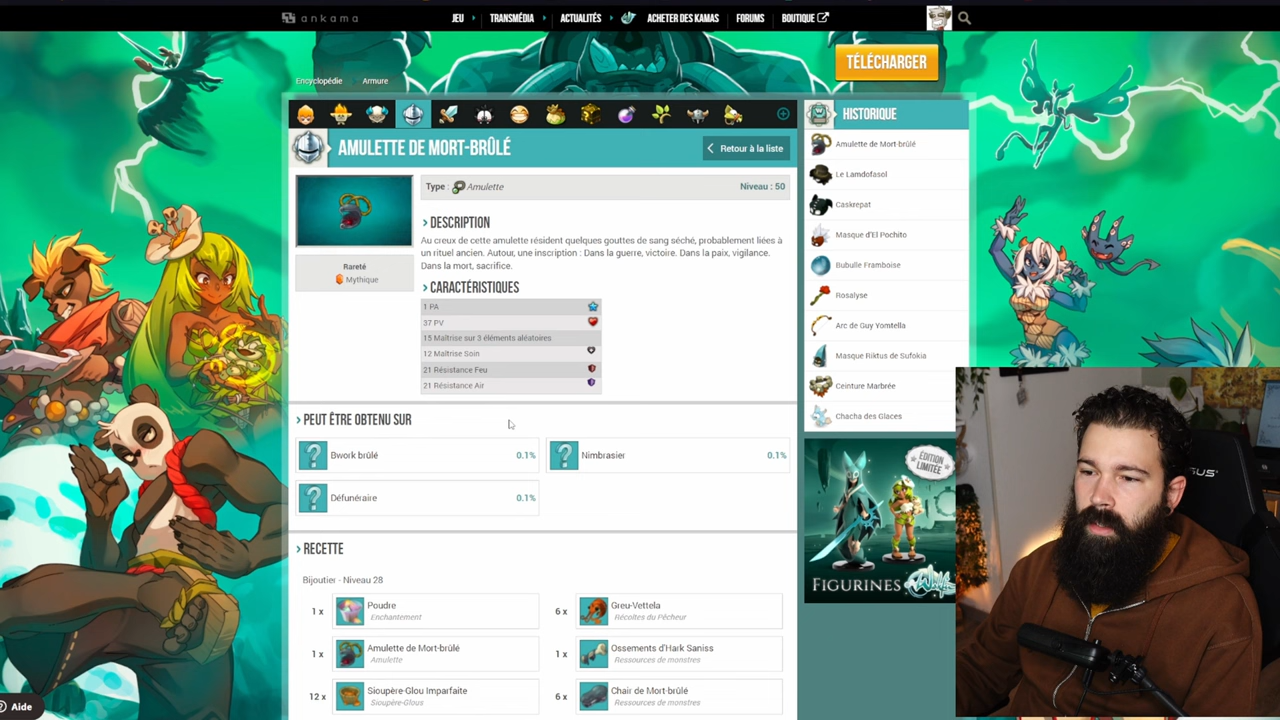 ankama
JEU
TRANSMÉDIA
ACTUALITÉS
ACHETER DES KAMAS
FORUMS
BOUTIQUE
TÉLÉCHARGER
Encyclopédie
Armure
AMULETTE DE MORT-BRÛLÉ
Retour à la liste
Type : Amulette
Niveau : 50
Rareté
Mythique
DESCRIPTION
Au creux de cette amulette résident quelques gouttes de sang séché, probablement liées à
un rituel ancien. Autour, une inscription : Dans la guerre, victoire. Dans la paix, vigilance.
Dans la mort, sacrifice.
CARACTÉRISTIQUES
1 PA
37 PV
15 Maîtrise sur 3 éléments aléatoires
12 Maîtrise Soin
21 Résistance Feu
21 Résistance Air
PEUT ÊTRE OBTENU SUR
Bwork brûlé 0.1%
Nimbrasier 0.1%
Défunéraire 0.1%
RECETTE
Bijoutier - Niveau 28
1 x Poudre
Enchantement
6 x Greu-Vettela
Récoltes du Pêcheur
1 x Amulette de Mort-brûlé
Amulette
1 x Ossements d'Hark Saniss
Ressources de monstres
12 x Sioupère-Glou Imparfaite
Sioupère-Glous
6 x Chair de Mort-brûlé
Ressources de monstres
HISTORIQUE
Amulette de Mort-brûlé
Le Lamdofasol
Caskrepat
Masque d'El Pochito
Bubulle Framboise
Rosalyse
Arc de Guy Yomtella
Masque Riktus de Sufokia
Ceinture Marbrée
Chacha des Glaces
ÉDITION
LIMITÉE
FIGURINES
Aide